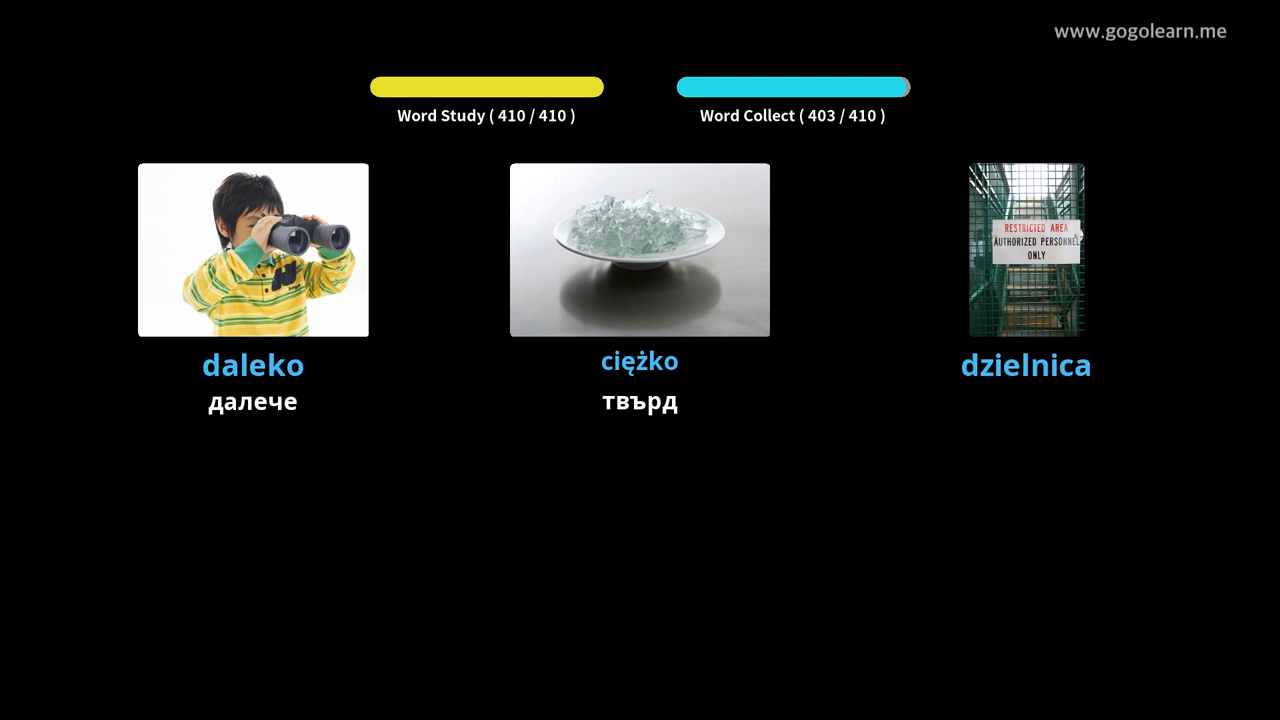 www.gogolearn.me
Word Study ( 410 / 410 )
Word Collect ( 403 / 410 )
RESTRICTED AREA
AUTHORIZED PERSONNEL
ONLY
daleko
ciężko
dzielnica
далече
твърд